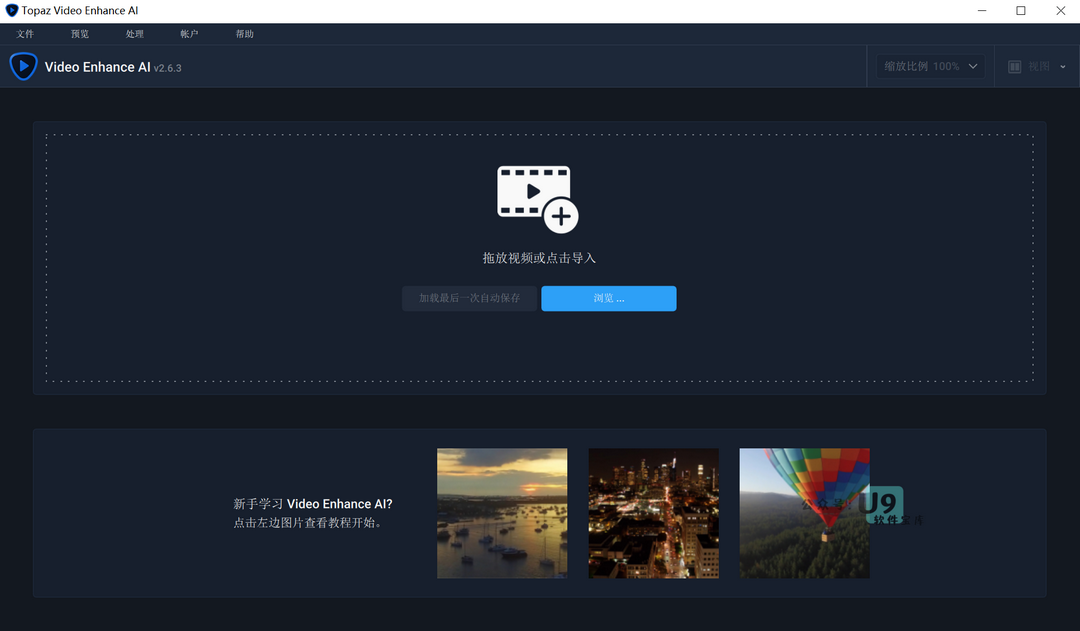 Topaz Video Enhance AI
文件 预览 处理 帐户 帮助
Video Enhance AI v2.6.3
缩放比例 100% 视图
拖放视频或点击导入
加载最后一次自动保存 浏览 ...
新手学习 Video Enhance AI?
点击左边图片查看教程开始。
U9
软件宝库